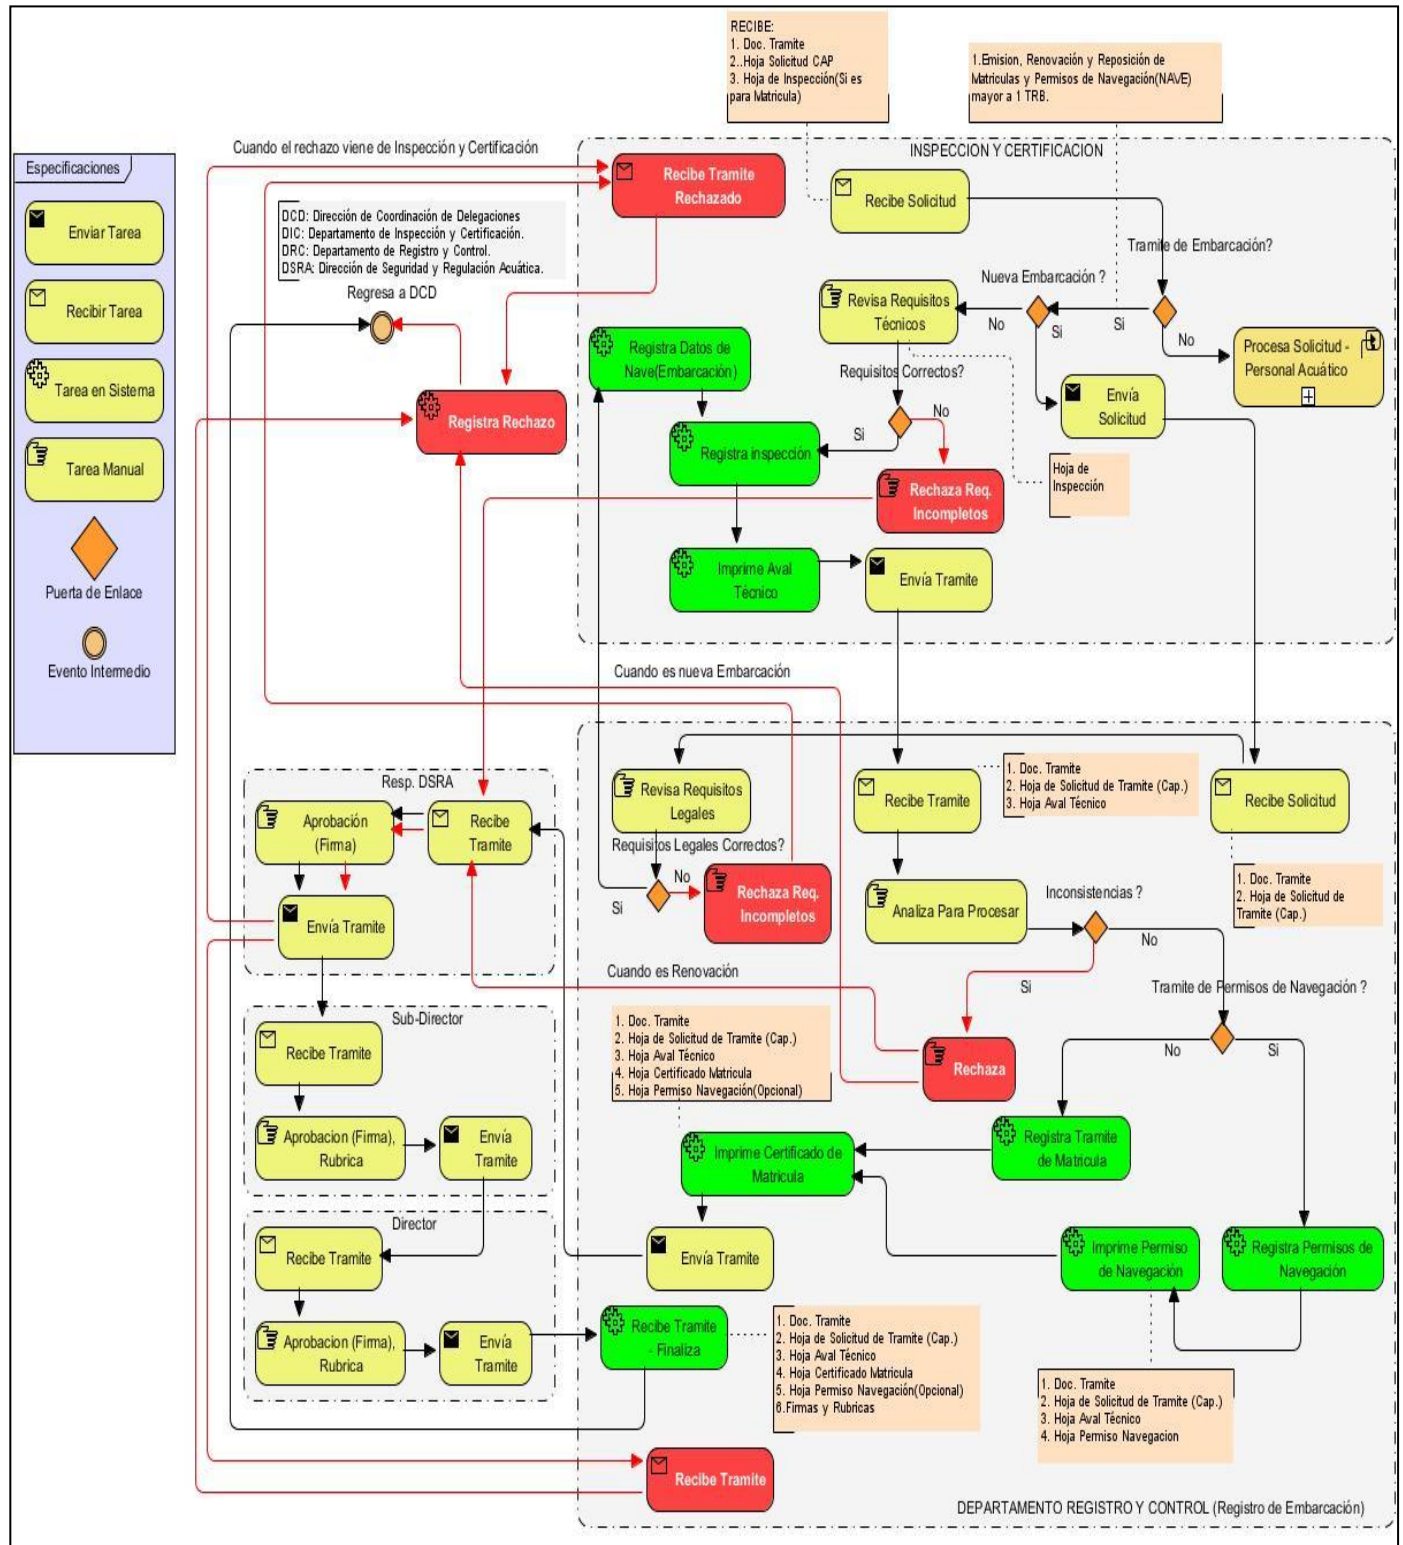 RECIBE:
1. Doc. Tramite
2..Hoja Solicitud CAP
3. Hoja de Inspección(Si es
para Matricula)
1.Emision, Renovación y Reposición de
Matriculas y Permisos de Navegación(NAVE)
mayor a 1 TRB.
Especificaciones
Enviar Tarea
Recibir Tarea
Tarea en Sistema
Tarea Manual
Puerta de Enlace
Evento Intermedio
Cuando el rechazo viene de Inspección y Certificación
DCD: Dirección de Coordinación de Delegaciones
DIC: Departamento de Inspección y Certificación.
DRC: Departamento de Registro y Control.
DSRA: Dirección de Seguridad y Regulación Acuática.
Regresa a DCD
Registra Rechazo
INSPECCION Y CERTIFICACION
Recibe Tramite
Rechazado
Recibe Solicitud
Tramite de Embarcación?
Nueva Embarcación ?
Revisa Requisitos
Técnicos
No
Si
Si
No
Procesa Solicitud -
Personal Acuático
Registra Datos de
Nave(Embarcación)
Requisitos Correctos?
Envía
Solicitud
No
Si
Registra inspección
Hoja de
Inspección
Rechaza Req.
Incompletos
Imprime Aval
Técnico
Envía Tramite
Cuando es nueva Embarcación
Resp. DSRA
Aprobación
(Firma)
Recibe
Tramite
Envía Tramite
Revisa Requisitos
Legales
Recibe Tramite
1. Doc. Tramite
2. Hoja de Solicitud de Tramite (Cap.)
3. Hoja Aval Técnico
Recibe Solicitud
Requisitos Legales Correctos?
No
Si
Rechaza Req.
Incompletos
Analiza Para Procesar
Inconsistencias ?
1. Doc. Tramite
2. Hoja de Solicitud de
Tramite (Cap.)
No
Cuando es Renovación
Si
Tramite de Permisos de Navegación ?
Sub-Director
Recibe Tramite
Aprobacion (Firma),
Rubrica
Envía
Tramite
1. Doc. Tramite
2. Hoja de Solicitud de Tramite (Cap.)
3. Hoja Aval Técnico
4. Hoja Certificado Matricula
5. Hoja Permiso Navegación(Opcional)
Rechaza
No
Si
Imprime Certificado de
Matricula
Registra Tramite
de Matricula
Director
Recibe Tramite
Aprobacion (Firma),
Rubrica
Envía
Tramite
Envía Tramite
Imprime Permiso
de Navegación
Registra Permisos de
Navegación
Recibe Tramite
- Finaliza
1. Doc. Tramite
2. Hoja de Solicitud de Tramite (Cap.)
3. Hoja Aval Técnico
4. Hoja Certificado Matricula
5. Hoja Permiso Navegación(Opcional)
6.Firmas y Rubricas
1. Doc. Tramite
2. Hoja de Solicitud de Tramite (Cap.)
3. Hoja Aval Técnico
4. Hoja Permiso Navegacion
Recibe Tramite
DEPARTAMENTO REGISTRO Y CONTROL (Registro de Embarcación)